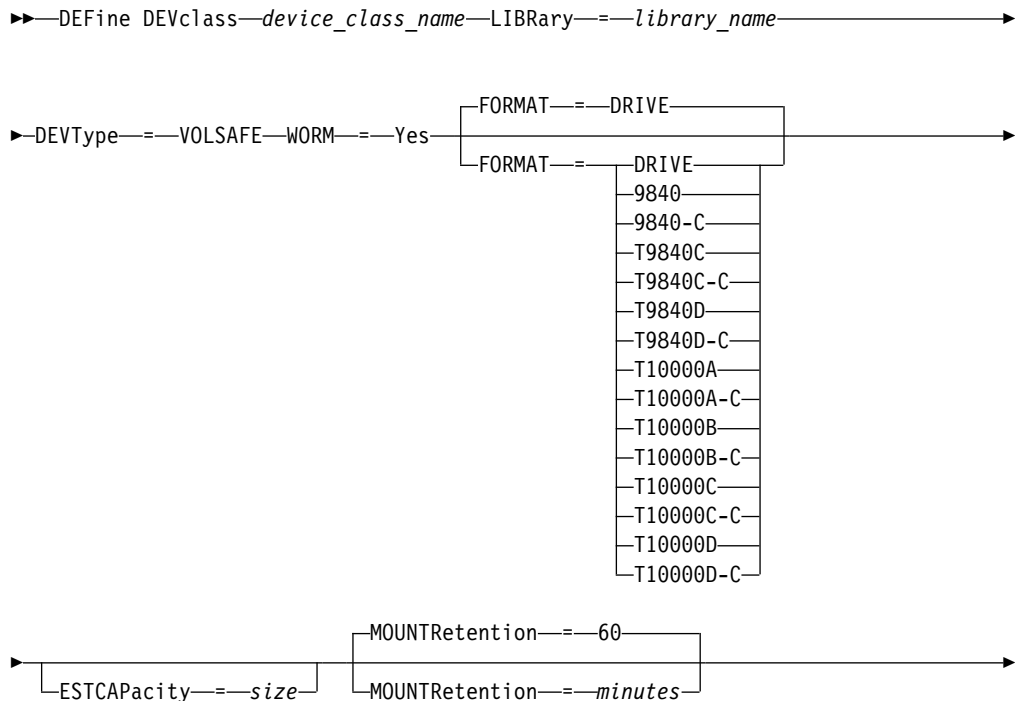 DEFine DEVclass device_class_name LIBRary = library_name
FORMAT = DRIVE
DEVType = VOLSAFE WORM = Yes
FORMAT = DRIVE
9840
9840-C
T9840C
T9840C-C
T9840D
T9840D-C
T10000A
T10000A-C
T10000B
T10000B-C
T10000C
T10000C-C
T10000D
T10000D-C
MOUNTRetention = 60
ESTCAPacity = size MOUNTRetention = minutes